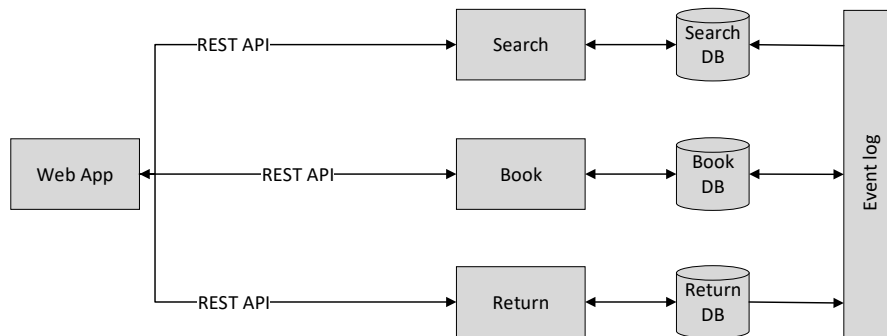 REST API
Search
Search
DB
Web App
REST API
Book
Book
DB
Event log
REST API
Return
Return
DB